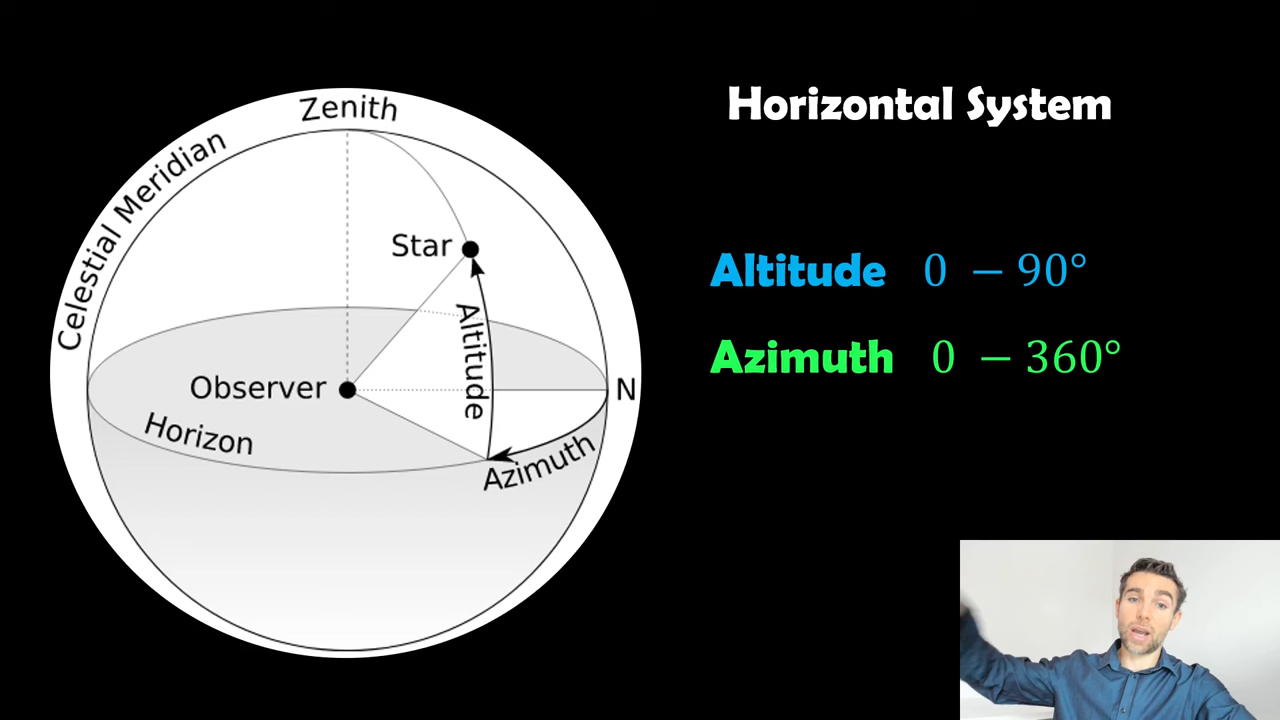 Zenith
Celestial Meridian
Star
Altitude
Observer
N
Horizon
Azimuth
Horizontal System
Altitude 0 – 90°
Azimuth 0 – 360°